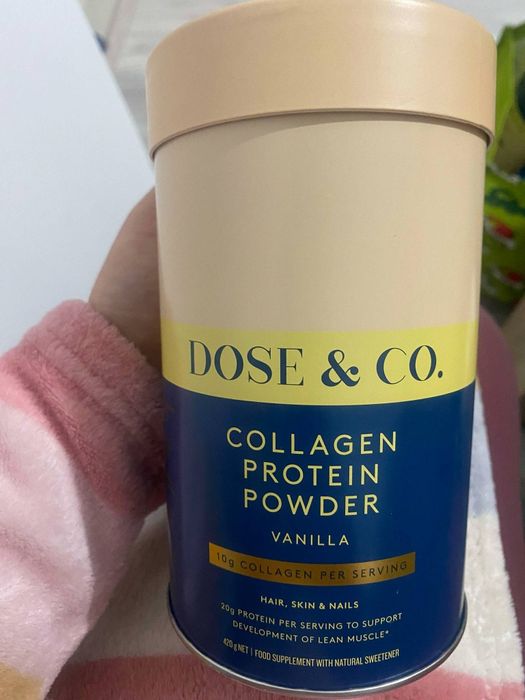 DOSE & CO.
COLLAGEN
PROTEIN
POWDER
VANILLA
10g COLLAGEN PER SERVING
HAIR, SKIN & NAILS
20g PROTEIN PER SERVING TO SUPPORT
DEVELOPMENT OF LEAN MUSCLE*
420g NET | FOOD SUPPLEMENT WITH NATURAL SWEETENER